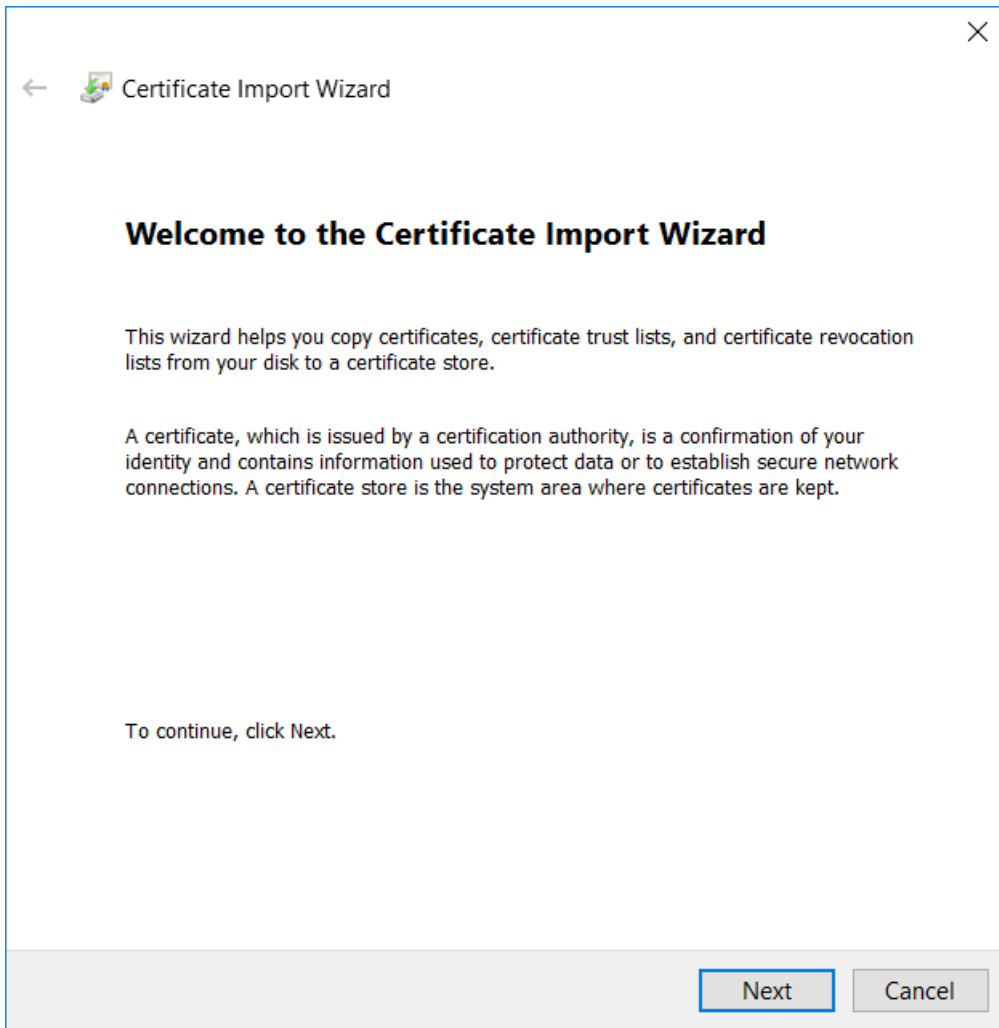 Certificate Import Wizard
Welcome to the Certificate Import Wizard
This wizard helps you copy certificates, certificate trust lists, and certificate revocation
lists from your disk to a certificate store.
A certificate, which is issued by a certification authority, is a confirmation of your
identity and contains information used to protect data or to establish secure network
connections. A certificate store is the system area where certificates are kept.
To continue, click Next.
Next Cancel